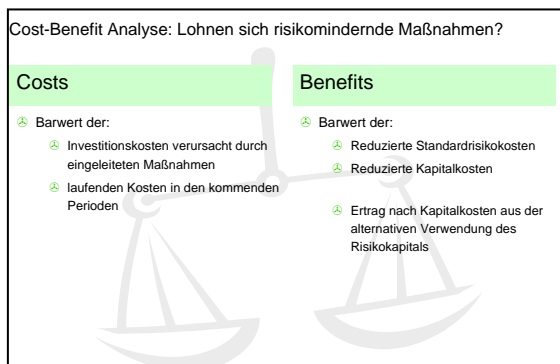 Cost-Benefit Analyse: Lohnen sich risikomindernde Maßnahmen?
Costs
Barwert der:
Investitionskosten verursacht durch
eingeleiteten Maßnahmen
laufenden Kosten in den kommenden
Perioden
Benefits
Barwert der:
Reduzierte Standardrisikokosten
Reduzierte Kapitalkosten
Ertrag nach Kapitalkosten aus der
alternativen Verwendung des
Risikokapitals